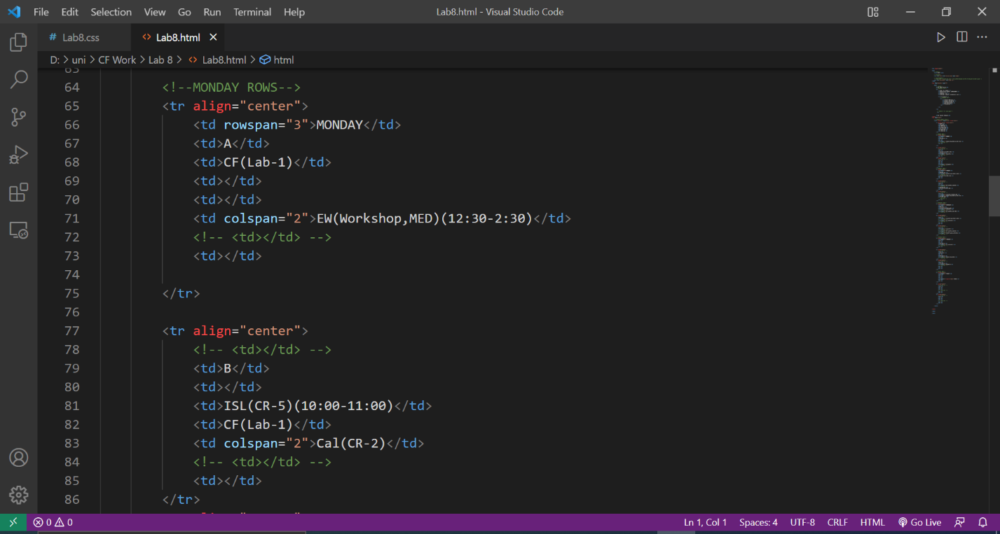 File Edit Selection View Go Run Terminal Help
Lab8.html - Visual Studio Code
# Lab8.css
<> Lab8.html ×
D: > uni > CF Work > Lab 8 > <> Lab8.html > html
63
64 <!--MONDAY ROWS-->
65 <tr align="center">
66 <td rowspan="3">MONDAY</td>
67 <td>A</td>
68 <td>CF(Lab-1)</td>
69 <td></td>
70 <td></td>
71 <td colspan="2">EW(Workshop,MED)(12:30-2:30)</td>
72 <!-- <td></td> -->
73 <td></td>
74
75 </tr>
76
77 <tr align="center">
78 <!-- <td></td> -->
79 <td>B</td>
80 <td></td>
81 <td>ISL(CR-5)(10:00-11:00)</td>
82 <td>CF(Lab-1)</td>
83 <td colspan="2">Cal(CR-2)</td>
84 <!-- <td></td> -->
85 <td></td>
86 </tr>
0 0 Ln 1, Col 1 Spaces: 4 UTF-8 CRLF HTML Go Live